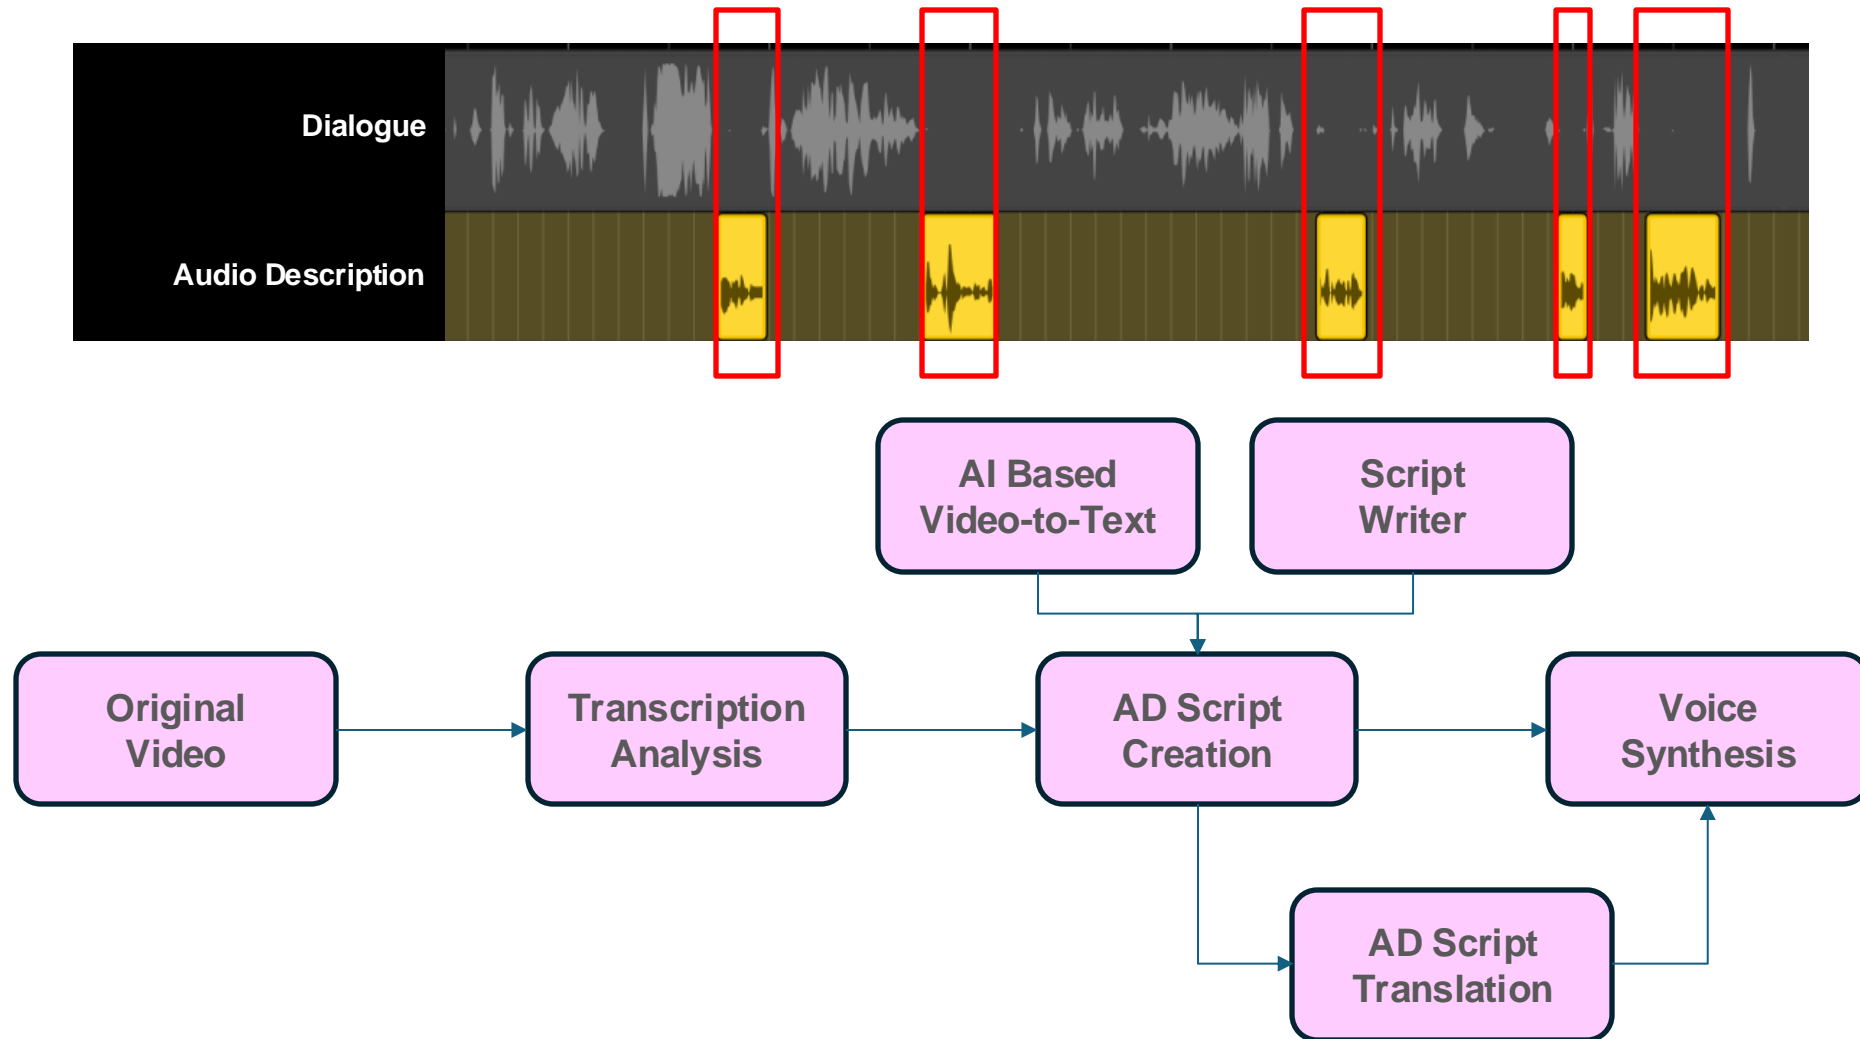 Dialogue
Audio Description
AI Based
Video-to-Text
Script
Writer
Original
Video
Transcription
Analysis
AD Script
Creation
Voice
Synthesis
AD Script
Translation